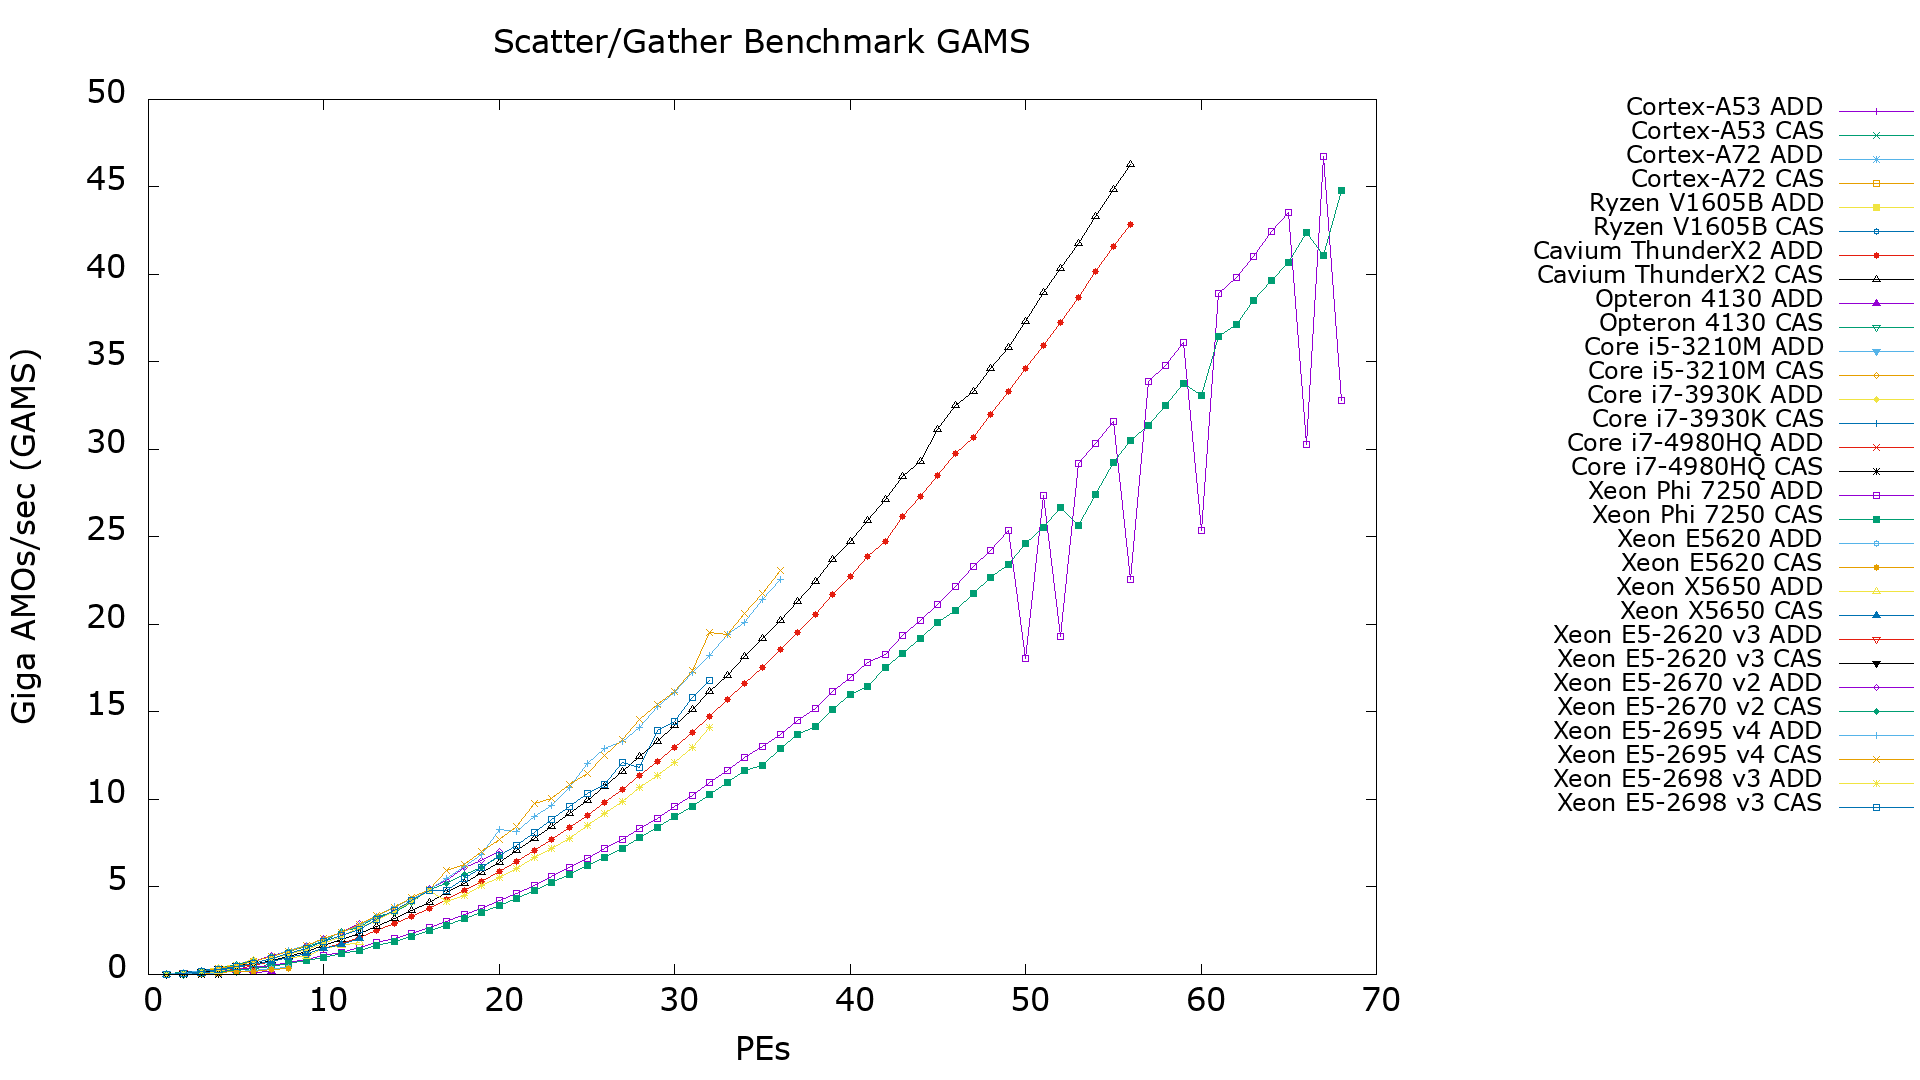 Scatter/Gather Benchmark GAMS
50
45
40
35
30
25
20
15
10
5
0
Giga AMOs/sec (GAMS)
0 10 20 30 40 50 60 70
PEs
Cortex-A53 ADD
Cortex-A53 CAS
Cortex-A72 ADD
Cortex-A72 CAS
Ryzen V1605B ADD
Ryzen V1605B CAS
Cavium ThunderX2 ADD
Cavium ThunderX2 CAS
Opteron 4130 ADD
Opteron 4130 CAS
Core i5-3210M ADD
Core i5-3210M CAS
Core i7-3930K ADD
Core i7-3930K CAS
Core i7-4980HQ ADD
Core i7-4980HQ CAS
Xeon Phi 7250 ADD
Xeon Phi 7250 CAS
Xeon E5620 ADD
Xeon E5620 CAS
Xeon X5650 ADD
Xeon X5650 CAS
Xeon E5-2620 v3 ADD
Xeon E5-2620 v3 CAS
Xeon E5-2670 v2 ADD
Xeon E5-2670 v2 CAS
Xeon E5-2695 v4 ADD
Xeon E5-2695 v4 CAS
Xeon E5-2698 v3 ADD
Xeon E5-2698 v3 CAS